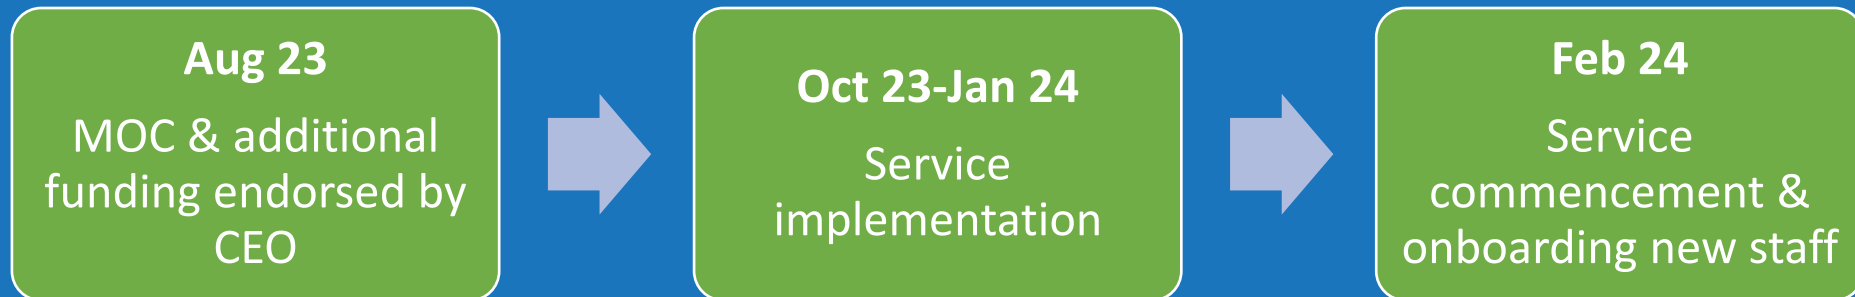 Aug 23
MOC & additional
funding endorsed by
CEO
Oct 23-Jan 24
Service
implementation
Feb 24
Service
commencement &
onboarding new staff